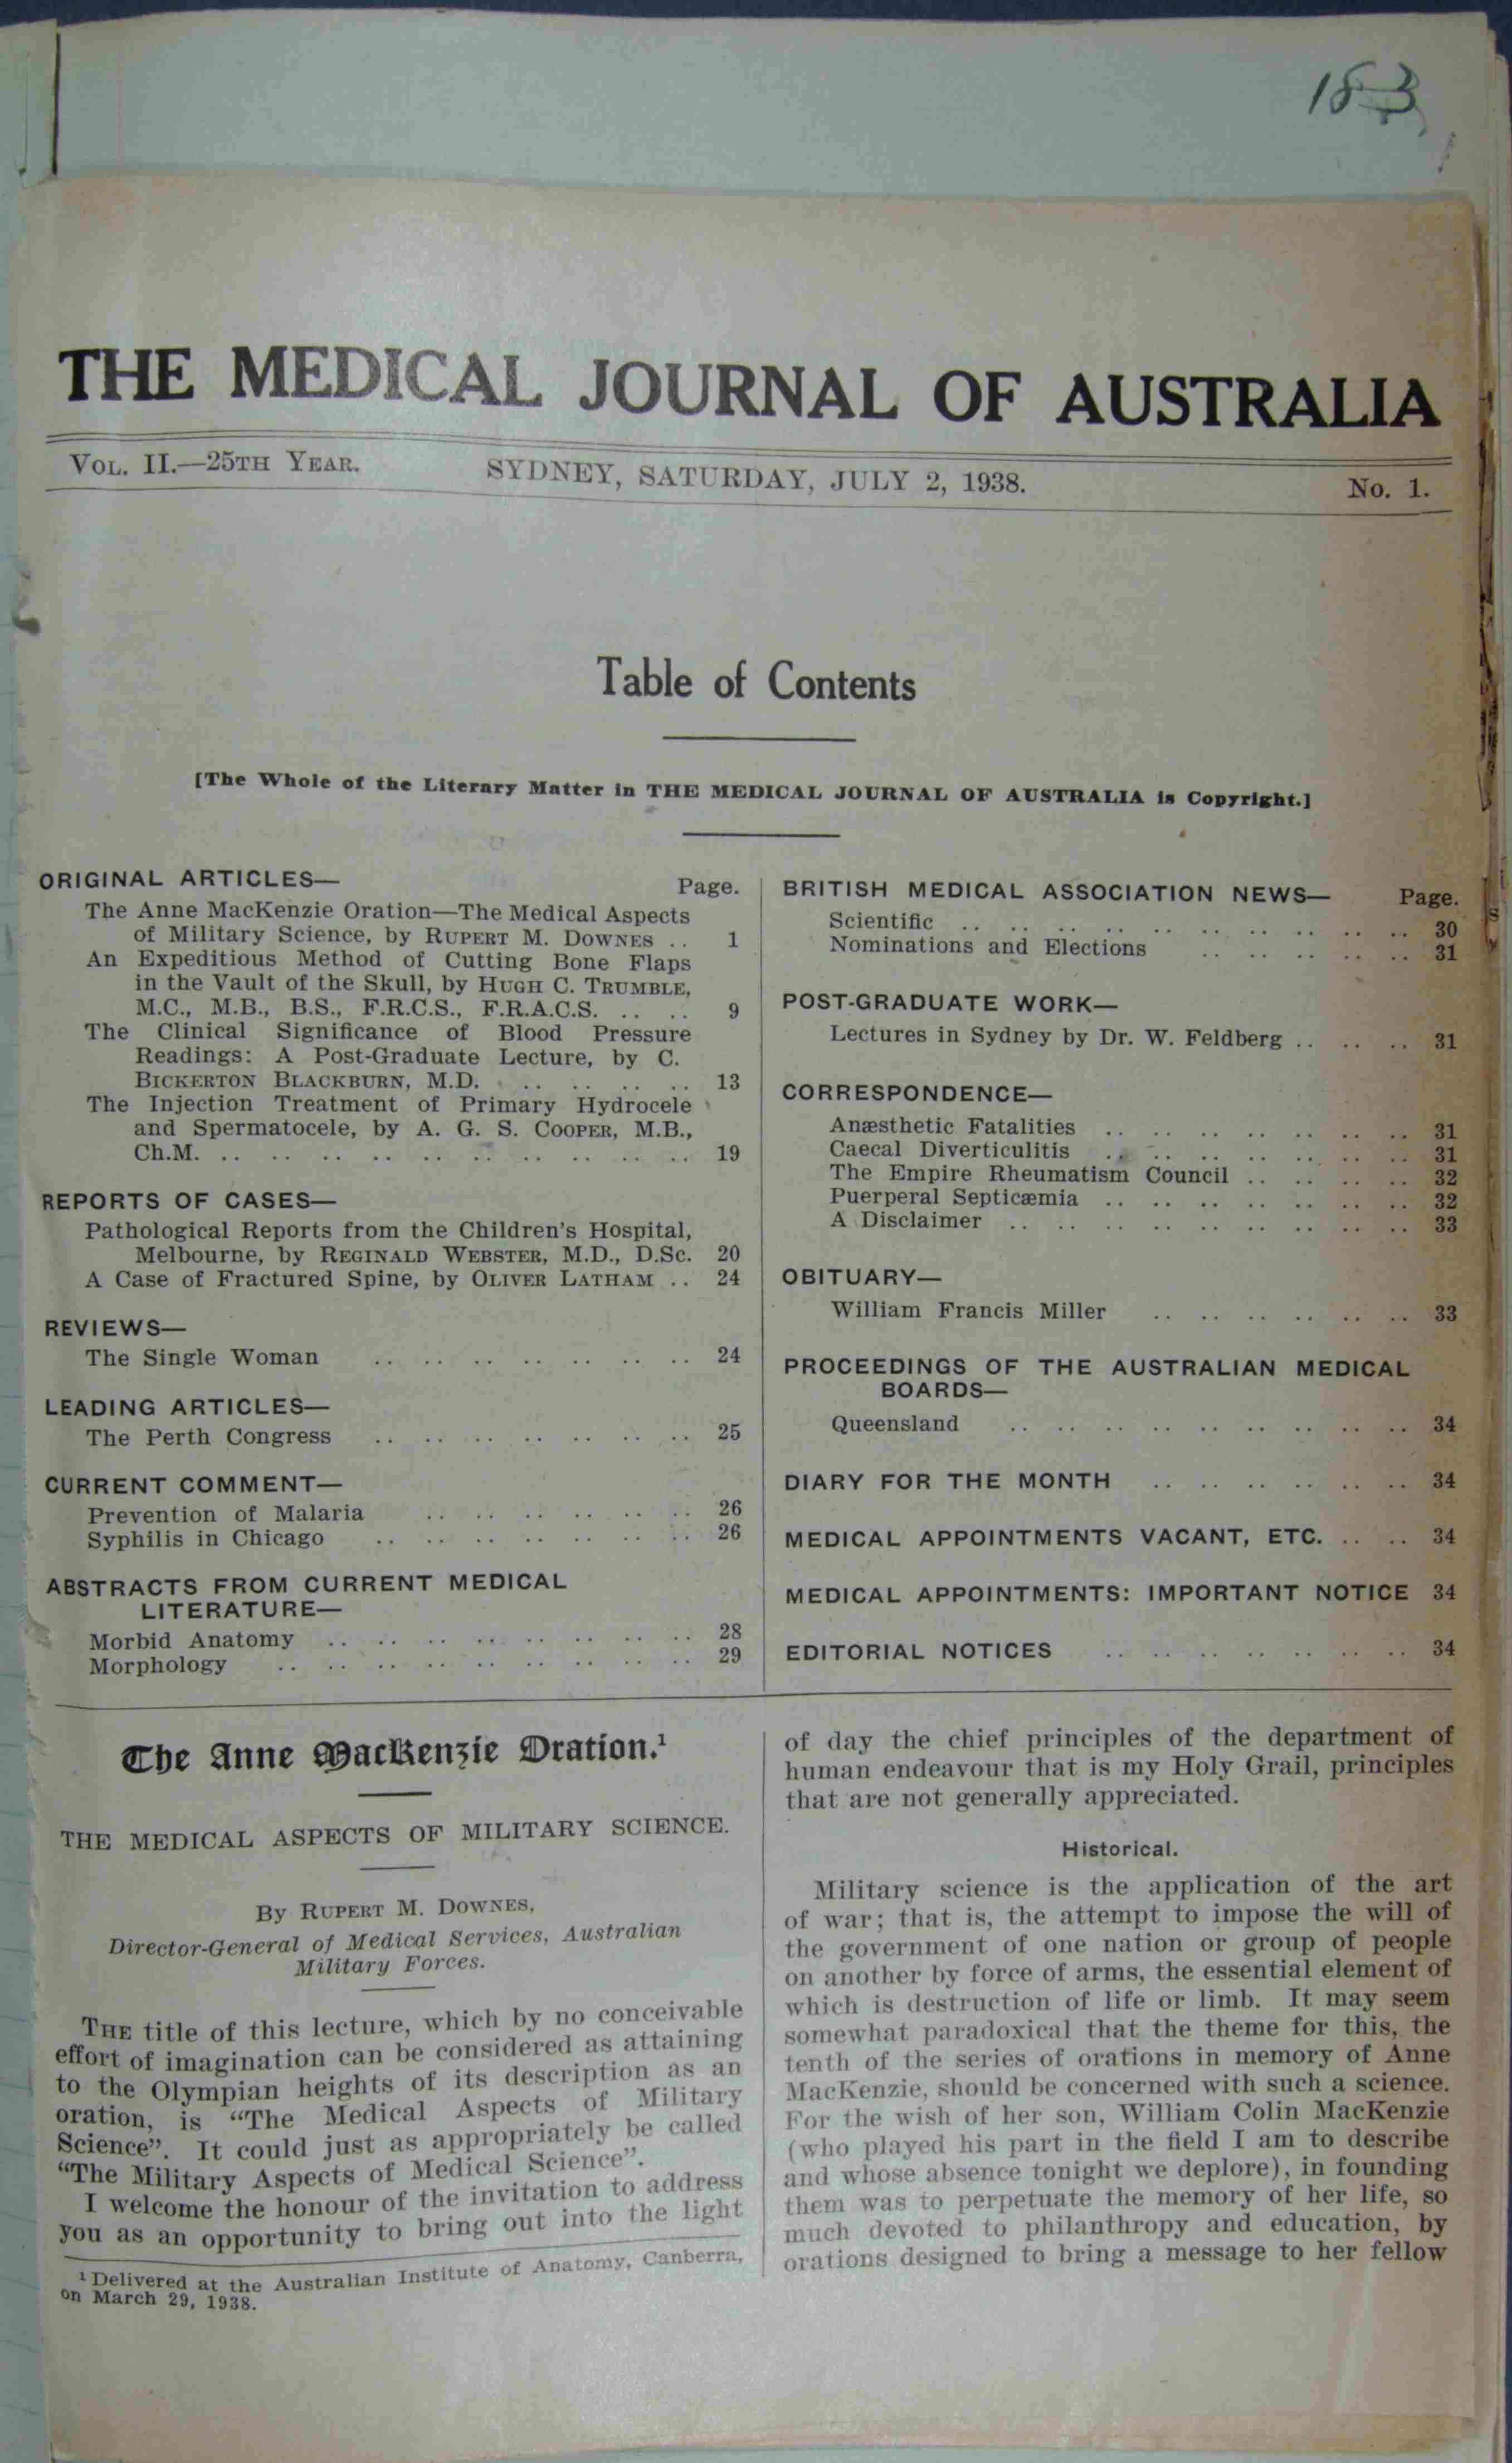 183
THE MEDICAL JOURNAL OF AUSTRALIA
VOL. II.—25TH YEAR. SYDNEY, SATURDAY, JULY 2, 1938. No. 1.
Table of Contents
[The Whole of the Literary Matter in THE MEDICAL JOURNAL OF AUSTRALIA is Copyright.]
ORIGINAL ARTICLES— Page.
The Anne MacKenzie Oration—The Medical Aspects
of Military Science, by RUPERT M. DOWNES .. 1
An Expeditious Method of Cutting Bone Flaps
in the Vault of the Skull, by HUGH C. TRUMBLE,
M.C., M.B., B.S., F.R.C.S., F.R.A.C.S. .. .. 9
The Clinical Significance of Blood Pressure
Readings: A Post-Graduate Lecture, by C.
BICKERTON BLACKBURN, M.D. .. .. .. .. 13
The Injection Treatment of Primary Hydrocele
and Spermatocele, by A. G. S. COOPER, M.B.,
Ch.M. .. .. .. .. .. .. .. .. .. .. 19
REPORTS OF CASES—
Pathological Reports from the Children's Hospital,
Melbourne, by REGINALD WEBSTER, M.D., D.Sc. 20
A Case of Fractured Spine, by OLIVER LATHAM .. 24
REVIEWS—
The Single Woman .. .. .. .. .. .. .. 24
LEADING ARTICLES—
The Perth Congress .. .. .. .. .. .. .. 25
CURRENT COMMENT—
Prevention of Malaria .. .. .. .. .. .. 26
Syphilis in Chicago .. .. .. .. .. .. .. 26
ABSTRACTS FROM CURRENT MEDICAL
LITERATURE—
Morbid Anatomy .. .. .. .. .. .. .. .. 28
Morphology .. .. .. .. .. .. .. .. .. 29
BRITISH MEDICAL ASSOCIATION NEWS— Page.
Scientific .. .. .. .. .. .. .. .. .. .. 30
Nominations and Elections .. .. .. .. .. 31
POST-GRADUATE WORK—
Lectures in Sydney by Dr. W. Feldberg .. .. .. 31
CORRESPONDENCE—
Anæsthetic Fatalities .. .. .. .. .. .. .. 31
Caecal Diverticulitis .. .. .. .. .. .. .. 31
The Empire Rheumatism Council .. .. .. .. 32
Puerperal Septicæmia .. .. .. .. .. .. .. 32
A Disclaimer .. .. .. .. .. .. .. .. .. 33
OBITUARY—
William Francis Miller .. .. .. .. .. .. 33
PROCEEDINGS OF THE AUSTRALIAN MEDICAL
BOARDS—
Queensland .. .. .. .. .. .. .. .. .. 34
DIARY FOR THE MONTH .. .. .. .. .. .. 34
MEDICAL APPOINTMENTS VACANT, ETC. .. .. 34
MEDICAL APPOINTMENTS: IMPORTANT NOTICE 34
EDITORIAL NOTICES .. .. .. .. .. .. .. 34
The Anne MacKenzie Oration.¹
THE MEDICAL ASPECTS OF MILITARY SCIENCE.
By RUPERT M. DOWNES,
Director-General of Medical Services, Australian
Military Forces.
THE title of this lecture, which by no conceivable
effort of imagination can be considered as attaining
to the Olympian heights of its description as an
oration, is “The Medical Aspects of Military
Science”. It could just as appropriately be called
“The Military Aspects of Medical Science”.
I welcome the honour of the invitation to address
you as an opportunity to bring out into the light
¹ Delivered at the Australian Institute of Anatomy, Canberra,
on March 29, 1938.
of day the chief principles of the department of
human endeavour that is my Holy Grail, principles
that are not generally appreciated.
Historical.
Military science is the application of the art
of war; that is, the attempt to impose the will of
the government of one nation or group of people
on another by force of arms, the essential element of
which is destruction of life or limb. It may seem
somewhat paradoxical that the theme for this, the
tenth of the series of orations in memory of Anne
MacKenzie, should be concerned with such a science.
For the wish of her son, William Colin MacKenzie
(who played his part in the field I am to describe
and whose absence tonight we deplore), in founding
them was to perpetuate the memory of her life, so
much devoted to philanthropy and education, by
orations designed to bring a message to her fellow